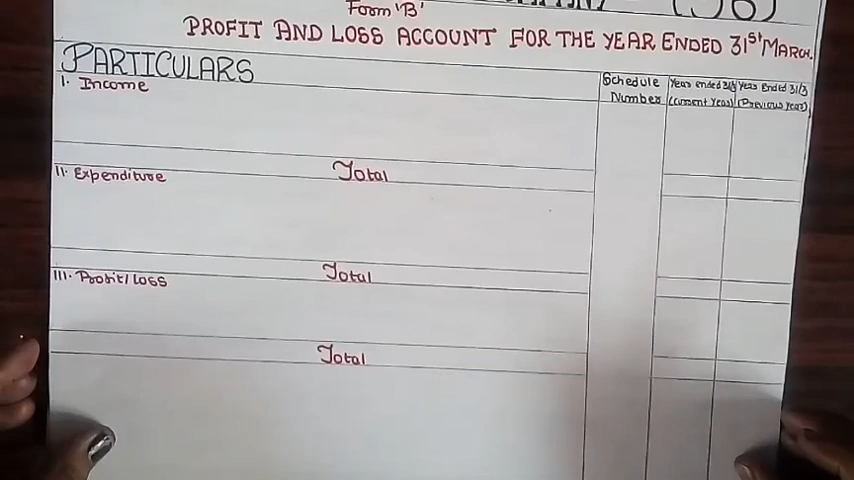 (58)
Form 'B'
PROFIT AND LOSS ACCOUNT FOR THE YEAR ENDED 31st MARCH.
PARTICULARS
Schedule Number
Year ended 31/3 (Current Year)
Year Ended 31/3 (Previous Year)
I. Income
Total
II. Expenditure
Total
III. Profit/Loss
Total